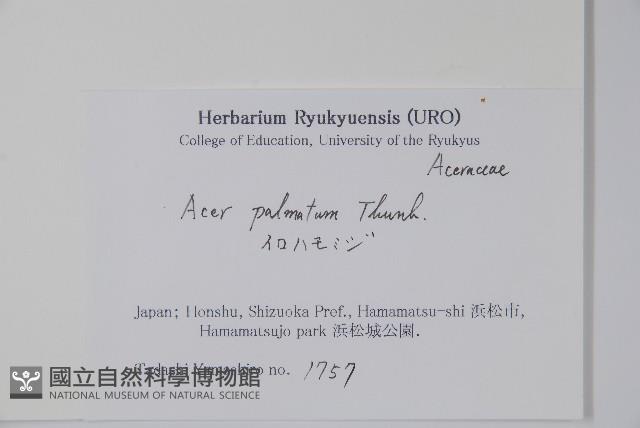 Herbarium Ryukyuensis (URO)
College of Education, University of the Ryukyus
Aceraceae
Acer palmatum Thunb.
イロハモミジ
Japan; Honshu, Shizuoka Pref., Hamamatsu-shi 浜松市,
Hamamatsujo park 浜松城公園.
Tadashi Yamashiro no. 1757
國立自然科學博物館
NATIONAL MUSEUM OF NATURAL SCIENCE